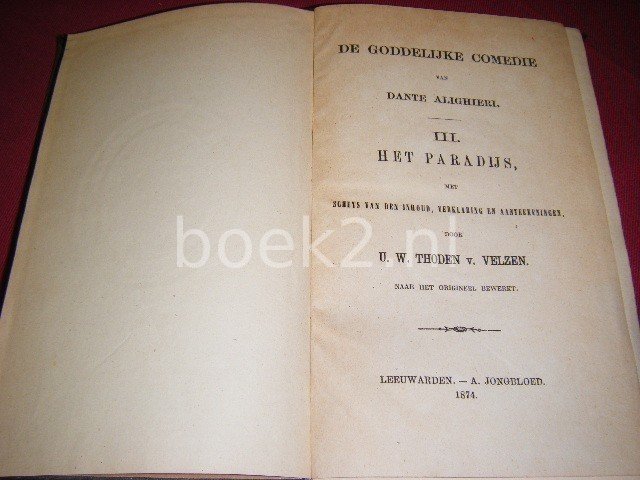 DE GODDELIJKE COMEDIE
VAN
DANTE ALIGHIERI.
III.
HET PARADIJS,
MET
SCHETS VAN DEN INHOUD, VERKLARING EN AANTEEKENINGEN,
DOOR
U. W. THODEN v. VELZEN.
NAAR HET ORIGINEEL BEWERKT.
LEEUWARDEN. — A. JONGBLOED.
1874.
boek2.nl